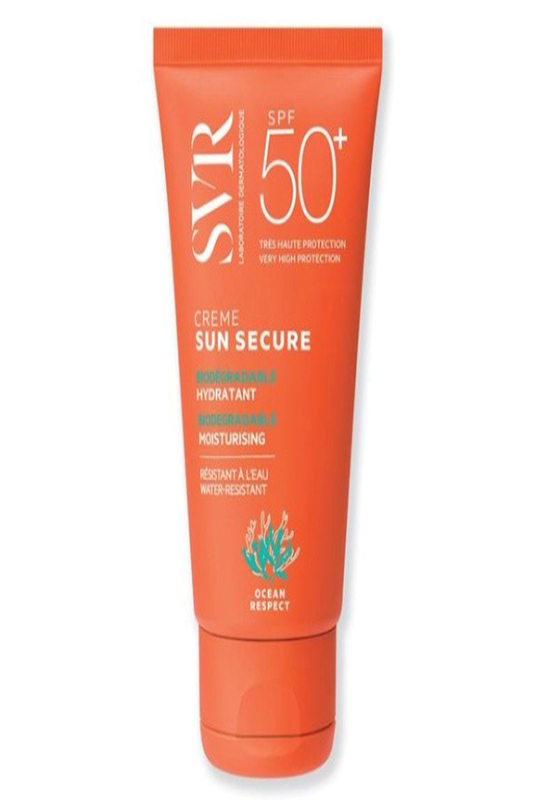 SVR
LABORATOIRE DERMATOLOGIQUE
SPF
50+
TRÈS HAUTE PROTECTION
VERY HIGH PROTECTION
CREME
SUN SECURE
BIODÉGRADABLE
HYDRATANT
BIODEGRADABLE
MOISTURISING
RÉSISTANT À L'EAU
WATER-RESISTANT
OCEAN
RESPECT